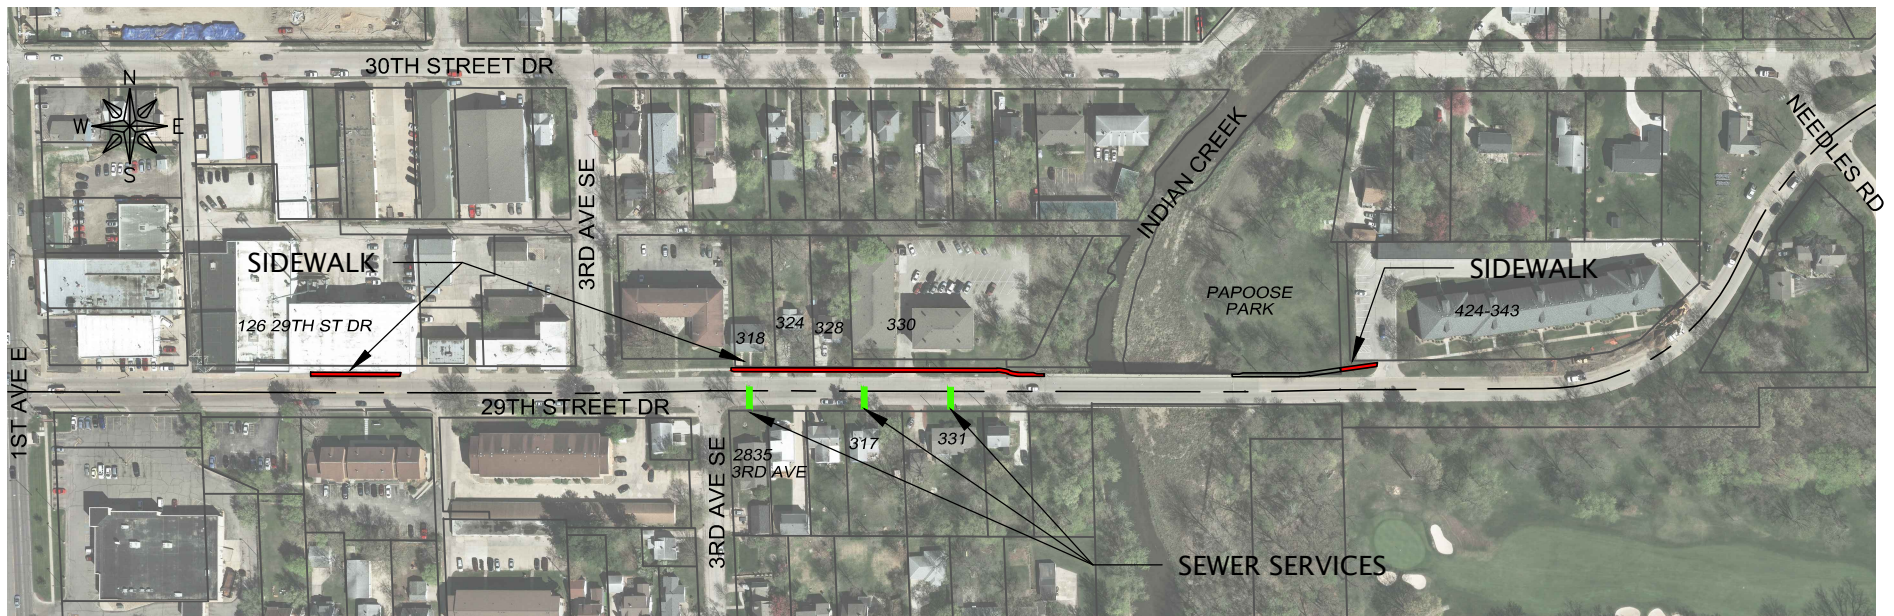 30TH STREET DR
N
W
E
S
NEEDLES RD
3RD AVE SE
INDIAN CREEK
SIDEWALK
SIDEWALK
PAPOOSE
PARK
126 29TH ST DR
318
324
328
330
424-343
1ST AVE E
29TH STREET DR
3RD AVE SE
2835
3RD AVE
317
331
SEWER SERVICES